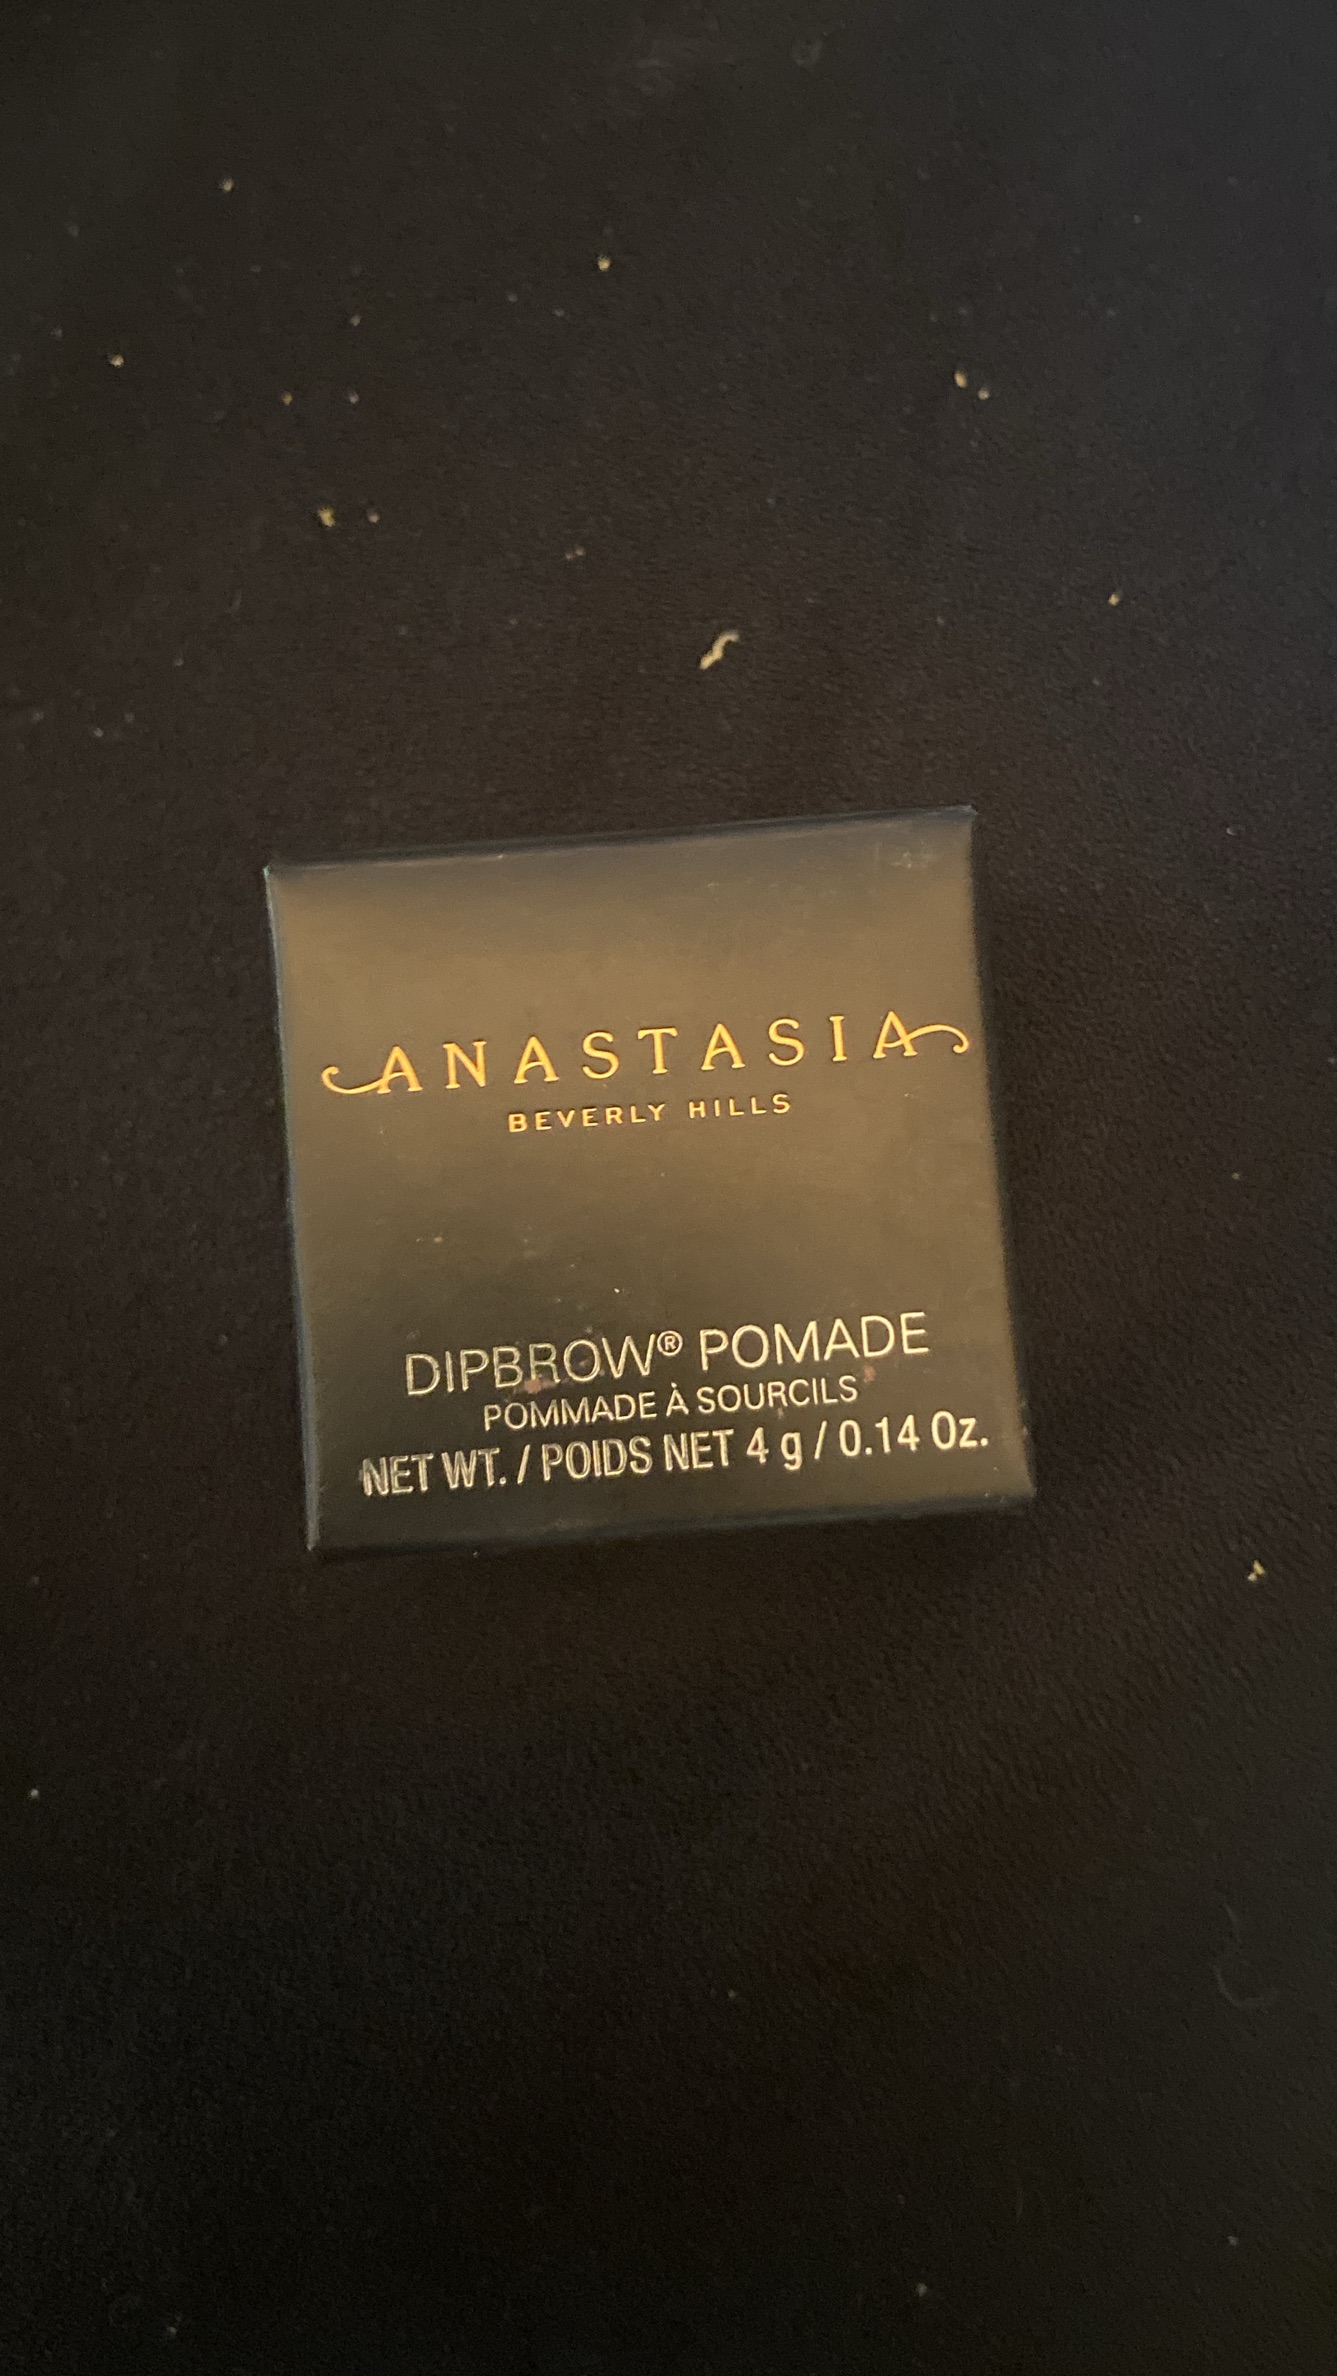 ANASTASIA
BEVERLY HILLS
DIPBROW® POMADE
POMMADE À SOURCILS
NET WT. / POIDS NET 4 g / 0.14 Oz.